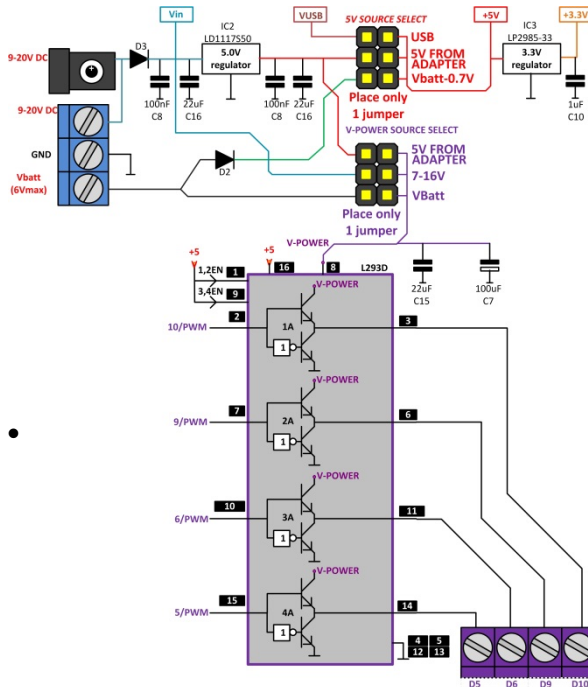 Vin
IC2
LD1117S50
VUSB
5V SOURCE SELECT
+5V
IC3
LP2985-33
+3.3V
9-20V DC
D3
5.0V
regulator
USB
5V FROM
ADAPTER
Vbatt-0.7V
3.3V
regulator
100nF
C8
22uF
C16
100nF
C8
22uF
C16
1uF
C10
Place only
1 jumper
9-20V DC
GND
Vbatt
(6Vmax)
D2
V-POWER SOURCE SELECT
5V FROM
ADAPTER
7-16V
VBatt
Place only
1 jumper
V-POWER
+5
+5
16
8
L293D
1,2EN
1
3,4EN
9
22uF
C15
100uF
C7
V-POWER
10/PWM
2
1A
1
3
V-POWER
9/PWM
7
2A
1
6
V-POWER
6/PWM
10
3A
1
11
V-POWER
5/PWM
15
4A
1
14
4
5
12
13
D5
D6
D9
D10